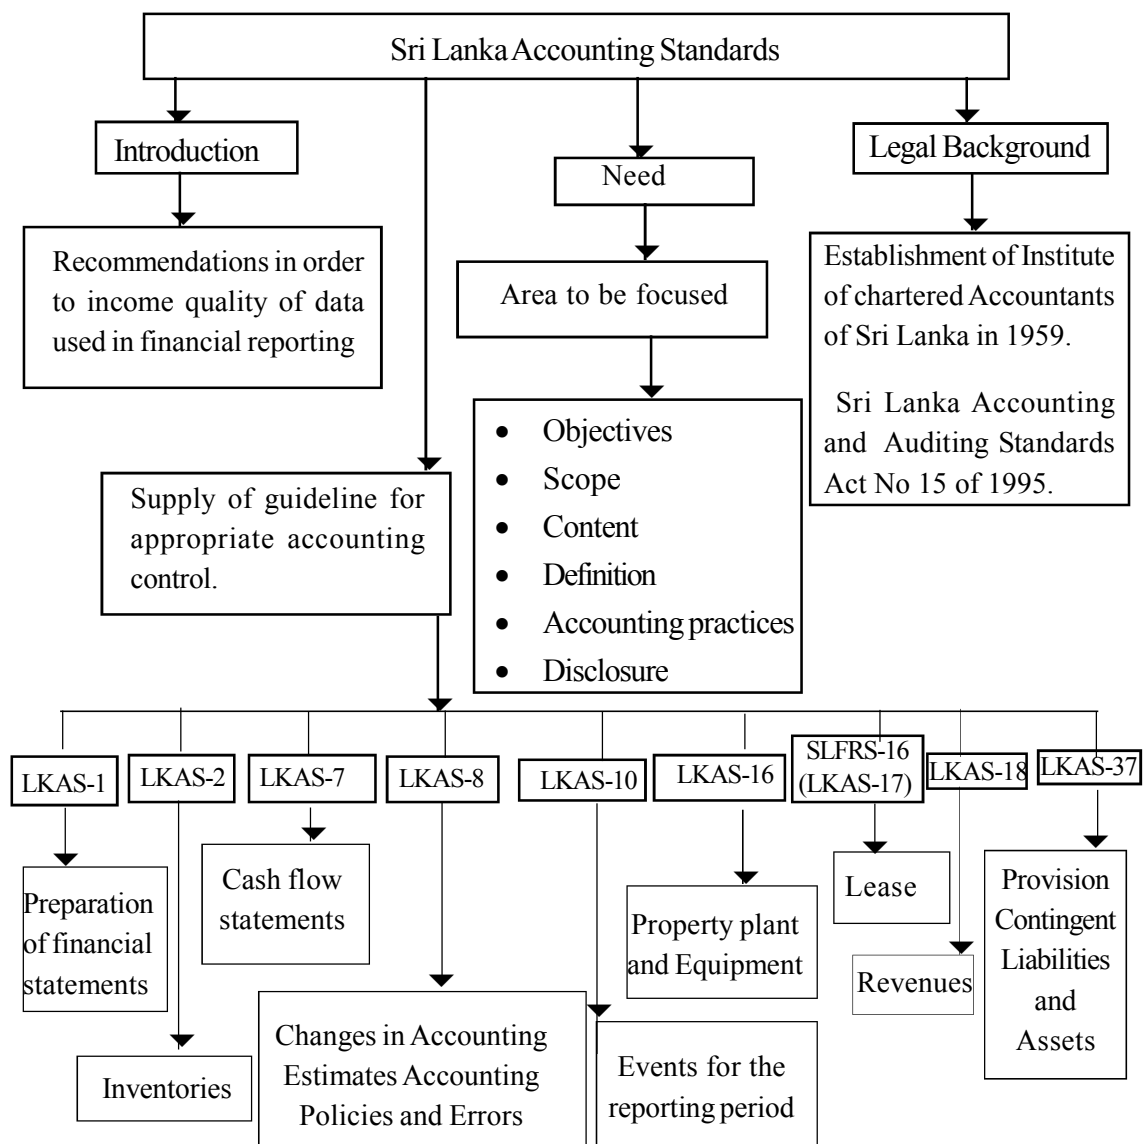 Sri Lanka Accounting Standards
Introduction
Need
Legal Background
Recommendations in order
to income quality of data
used in financial reporting
Area to be focused
Establishment of Institute
of chartered Accountants
of Sri Lanka in 1959.
Sri Lanka Accounting
and Auditing Standards
Act No 15 of 1995.
Supply of guideline for
appropriate accounting
control.
• Objectives
• Scope
• Content
• Definition
• Accounting practices
• Disclosure
LKAS-1
LKAS-2
LKAS-7
LKAS-8
LKAS-10
LKAS-16
SLFRS-16
(LKAS-17)
LKAS-18
LKAS-37
Preparation
of financial
statements
Inventories
Cash flow
statements
Changes in Accounting
Estimates Accounting
Policies and Errors
Events for the
reporting period
Property plant
and Equipment
Lease
Revenues
Provision
Contingent
Liabilities
and
Assets